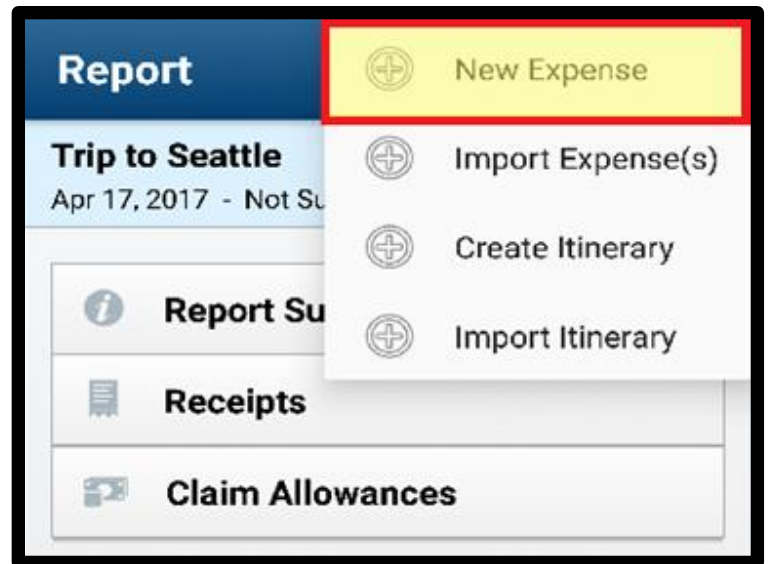 Report
New Expense
Trip to Seattle
Import Expense(s)
Apr 17, 2017 - Not Su
Create Itinerary
Report Su
Import Itinerary
Receipts
Claim Allowances